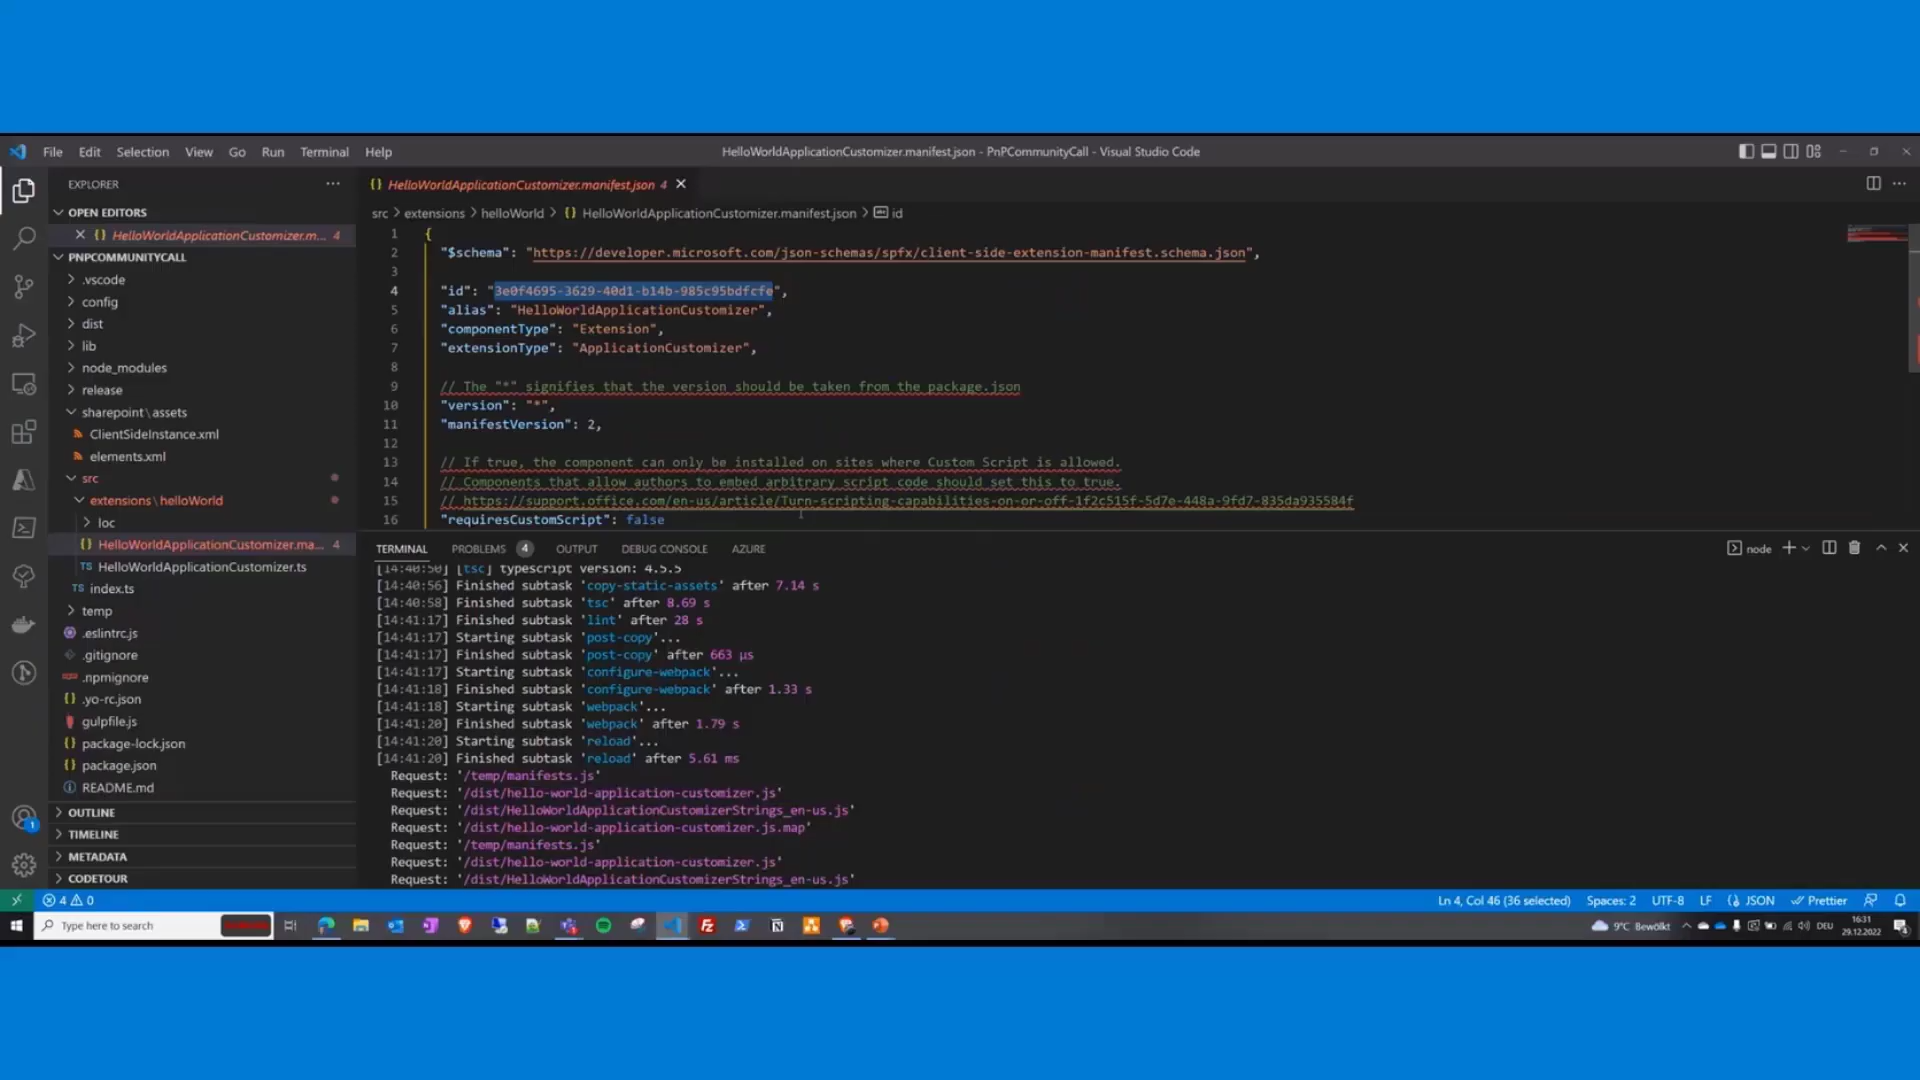 File Edit Selection View Go Run Terminal Help
HelloWorldApplicationCustomizer.manifest.json - PnPCommunityCall - Visual Studio Code
EXPLORER
OPEN EDITORS
HelloWorldApplicationCustomizer.m... 4
PNPCOMMUNITYCALL
.vscode
config
dist
lib
node_modules
release
sharepoint\assets
ClientSideInstance.xml
elements.xml
src
extensions\helloWorld
loc
HelloWorldApplicationCustomizer.ma... 4
TS HelloWorldApplicationCustomizer.ts
TS index.ts
temp
.eslintrc.js
.gitignore
.npmignore
.yo-rc.json
gulpfile.js
package-lock.json
package.json
README.md
OUTLINE
TIMELINE
METADATA
CODETOUR
HelloWorldApplicationCustomizer.manifest.json 4
src > extensions > helloWorld > {} HelloWorldApplicationCustomizer.manifest.json > id
1 {
2 "$schema": "https://developer.microsoft.com/json-schemas/spfx/client-side-extension-manifest.schema.json",
3
4 "id": "3e0f4695-3629-40d1-b14b-985c95bdfcfe",
5 "alias": "HelloWorldApplicationCustomizer",
6 "componentType": "Extension",
7 "extensionType": "ApplicationCustomizer",
8
9 // The "*" signifies that the version should be taken from the package.json
10 "version": "*",
11 "manifestVersion": 2,
12
13 // If true, the component can only be installed on sites where Custom Script is allowed.
14 // Components that allow authors to embed arbitrary script code should set this to true.
15 // https://support.office.com/en-us/article/Turn-scripting-capabilities-on-or-off-1f2c515f-5d7e-448a-9fd7-835da935584f
16 "requiresCustomScript": false
TERMINAL PROBLEMS 4 OUTPUT DEBUG CONSOLE AZURE
node
[14:40:50] [tsc] typescript version: 4.5.5
[14:40:56] Finished subtask 'copy-static-assets' after 7.14 s
[14:40:58] Finished subtask 'tsc' after 8.69 s
[14:41:17] Finished subtask 'lint' after 28 s
[14:41:17] Starting subtask 'post-copy'...
[14:41:17] Finished subtask 'post-copy' after 663 μs
[14:41:17] Starting subtask 'configure-webpack'...
[14:41:18] Finished subtask 'configure-webpack' after 1.33 s
[14:41:18] Starting subtask 'webpack'...
[14:41:20] Finished subtask 'webpack' after 1.79 s
[14:41:20] Starting subtask 'reload'...
[14:41:20] Finished subtask 'reload' after 5.61 ms
Request: '/temp/manifests.js'
Request: '/dist/hello-world-application-customizer.js'
Request: '/dist/HelloWorldApplicationCustomizerStrings_en-us.js'
Request: '/dist/hello-world-application-customizer.js.map'
Request: '/temp/manifests.js'
Request: '/dist/hello-world-application-customizer.js'
Request: '/dist/HelloWorldApplicationCustomizerStrings_en-us.js'
1
4 0
Ln 4, Col 46 (36 selected) Spaces: 2 UTF-8 LF {} JSON Prettier
Type here to search
9°C Bewölkt
DEU
16:31
29.12.2022